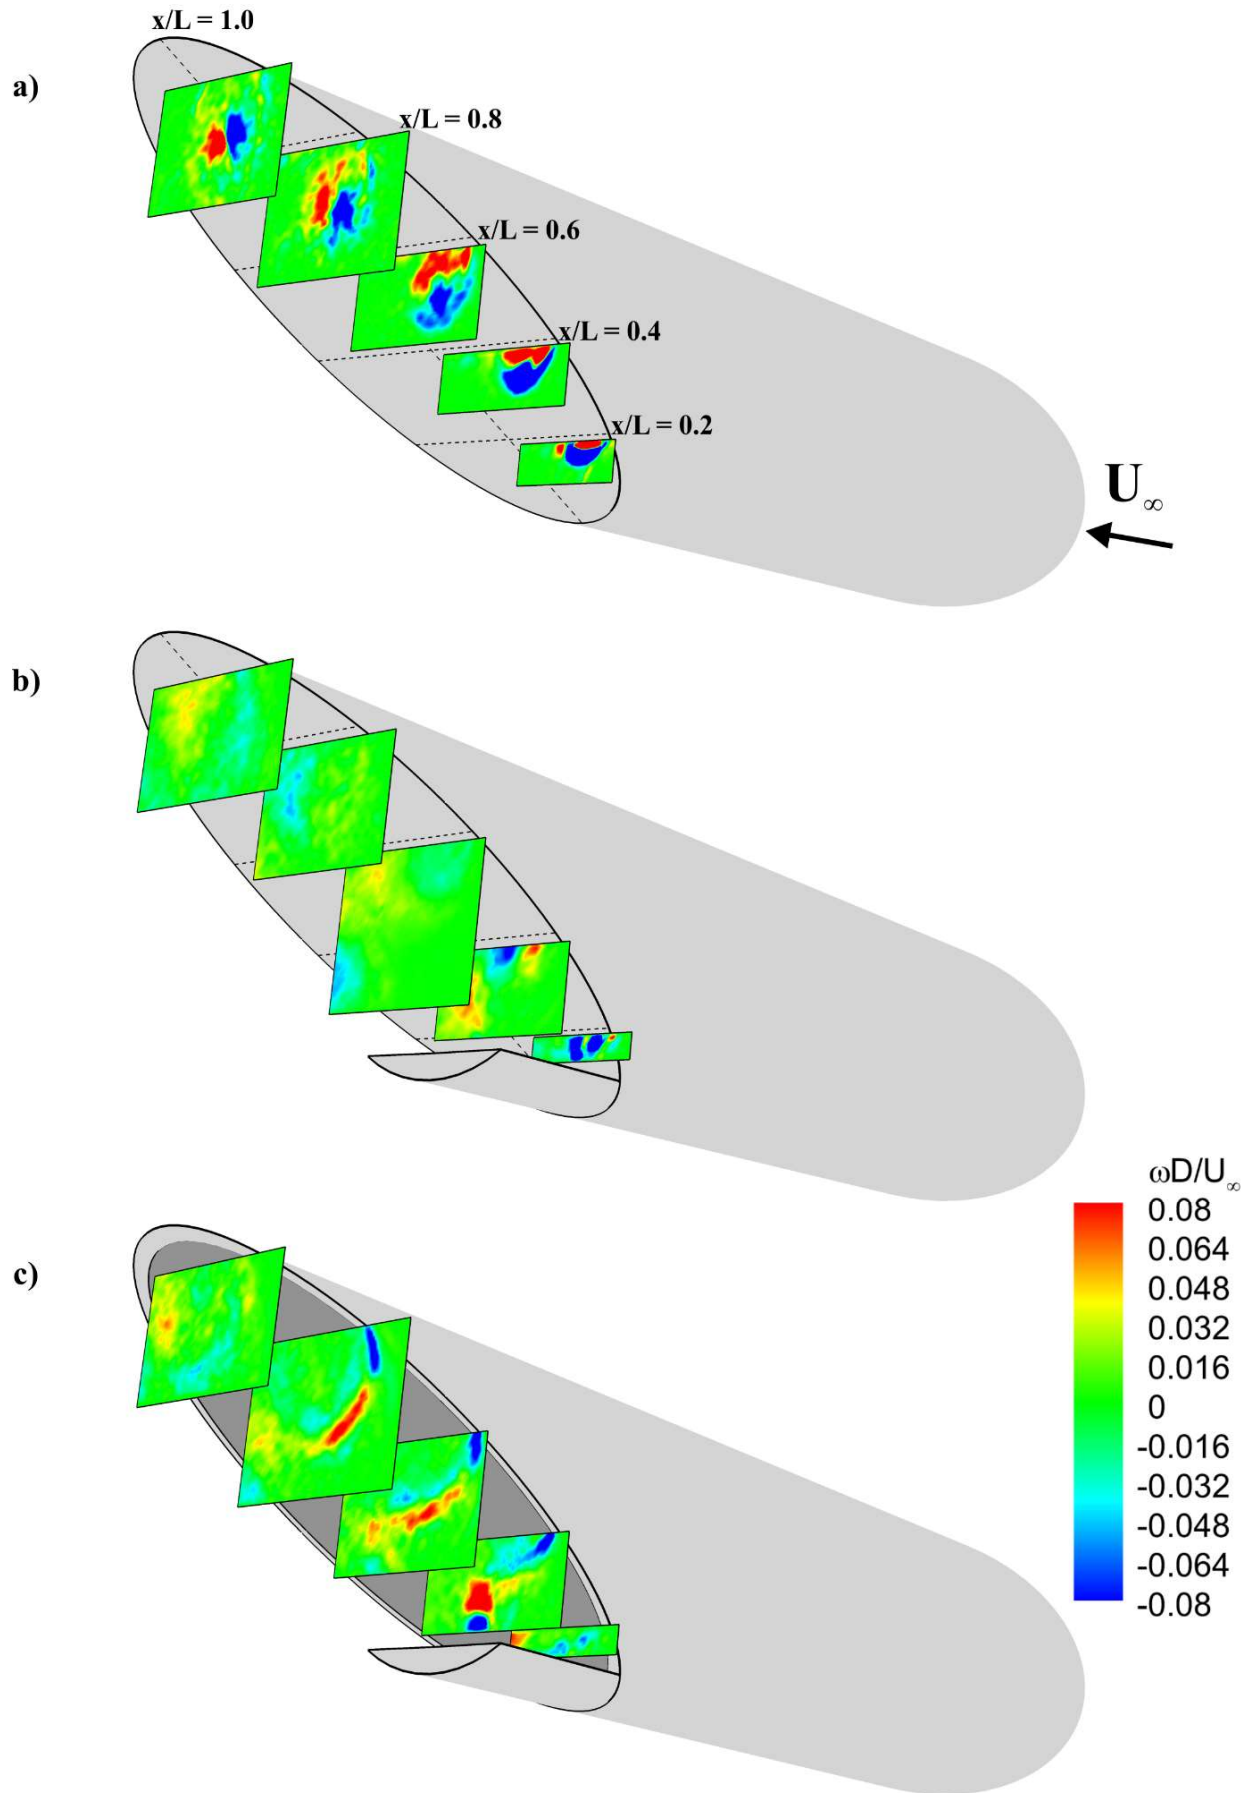 x/L = 1.0
a)
x/L = 0.8
x/L = 0.6
x/L = 0.4
x/L = 0.2
U∞
b)
ωD/U∞
0.08
0.064
0.048
0.032
0.016
0
-0.016
-0.032
-0.048
-0.064
-0.08
c)